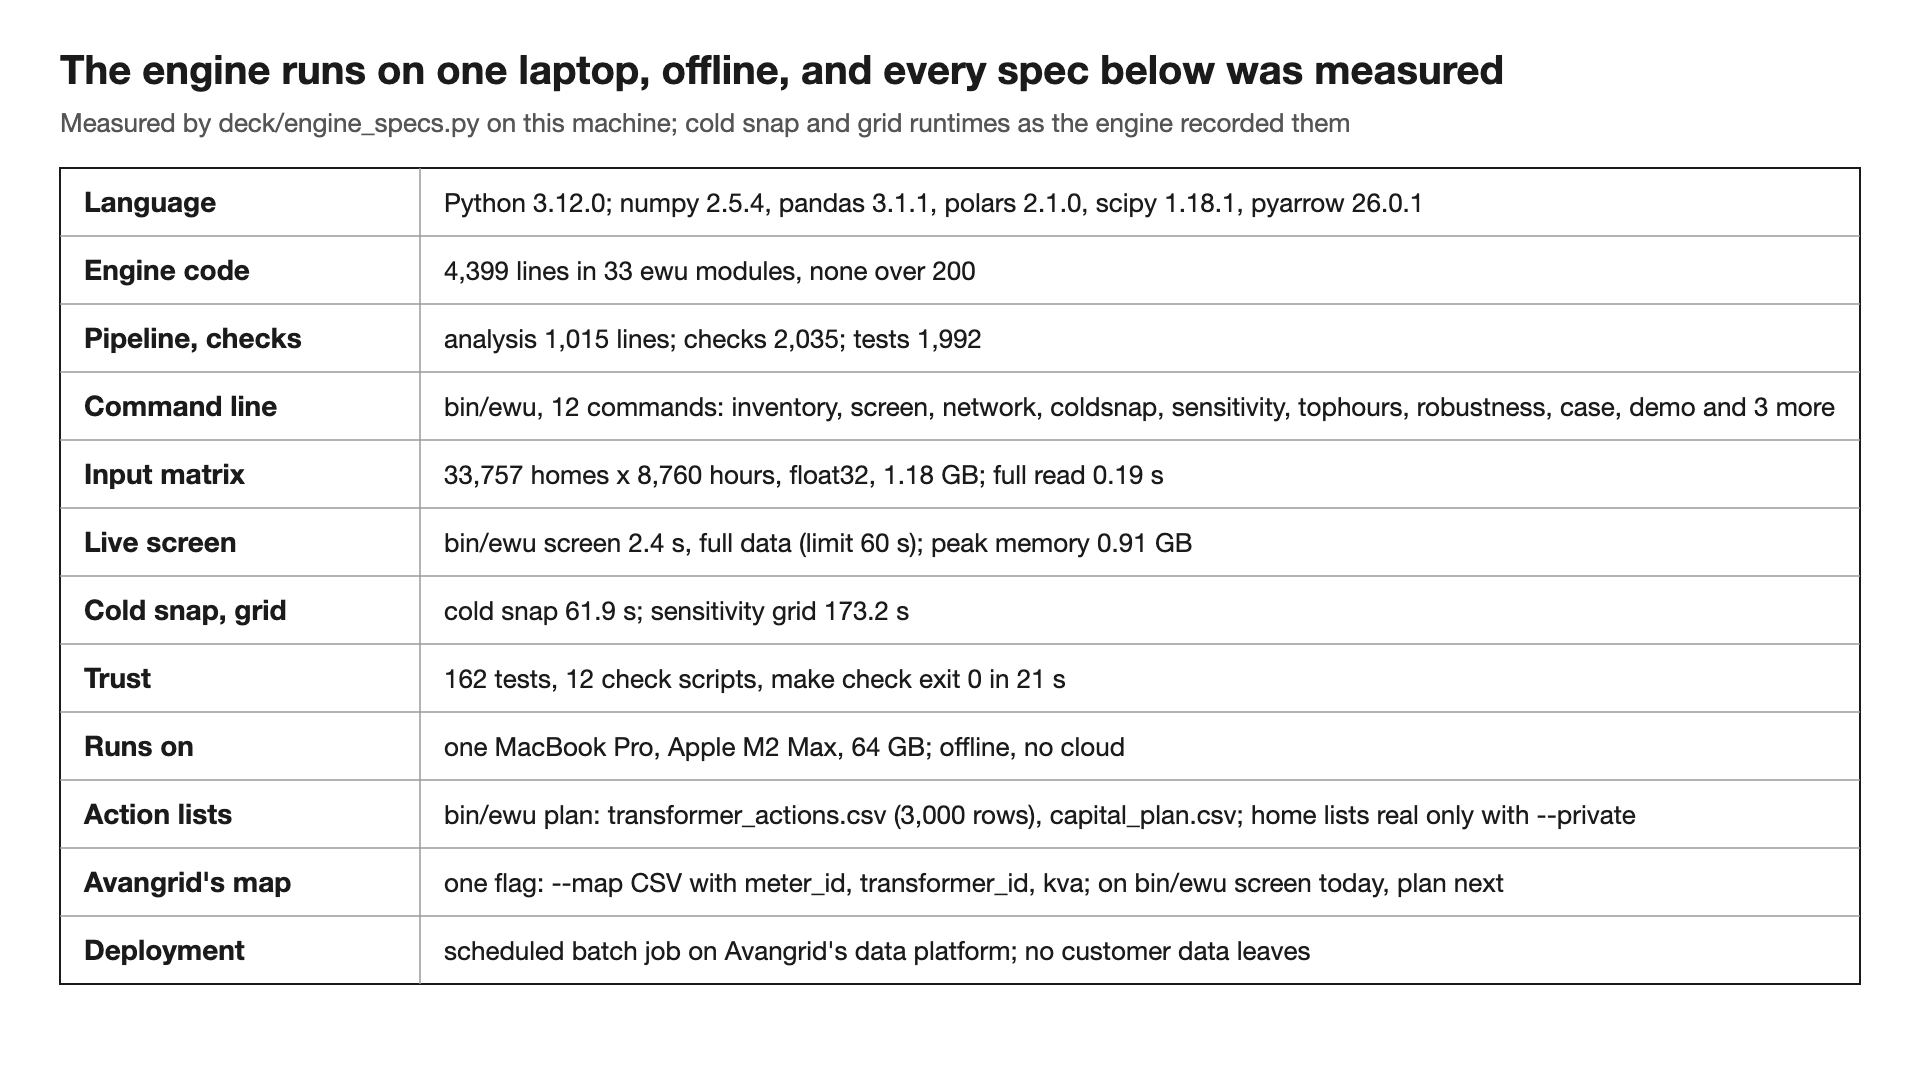 The engine runs on one laptop, offline, and every spec below was measured
Measured by deck/engine_specs.py on this machine; cold snap and grid runtimes as the engine recorded them
Language
Python 3.12.0; numpy 2.5.4, pandas 3.1.1, polars 2.1.0, scipy 1.18.1, pyarrow 26.0.1
Engine code
4,399 lines in 33 ewu modules, none over 200
Pipeline, checks
analysis 1,015 lines; checks 2,035; tests 1,992
Command line
bin/ewu, 12 commands: inventory, screen, network, coldsnap, sensitivity, tophours, robustness, case, demo and 3 more
Input matrix
33,757 homes x 8,760 hours, float32, 1.18 GB; full read 0.19 s
Live screen
bin/ewu screen 2.4 s, full data (limit 60 s); peak memory 0.91 GB
Cold snap, grid
cold snap 61.9 s; sensitivity grid 173.2 s
Trust
162 tests, 12 check scripts, make check exit 0 in 21 s
Runs on
one MacBook Pro, Apple M2 Max, 64 GB; offline, no cloud
Action lists
bin/ewu plan: transformer_actions.csv (3,000 rows), capital_plan.csv; home lists real only with --private
Avangrid's map
one flag: --map CSV with meter_id, transformer_id, kva; on bin/ewu screen today, plan next
Deployment
scheduled batch job on Avangrid's data platform; no customer data leaves